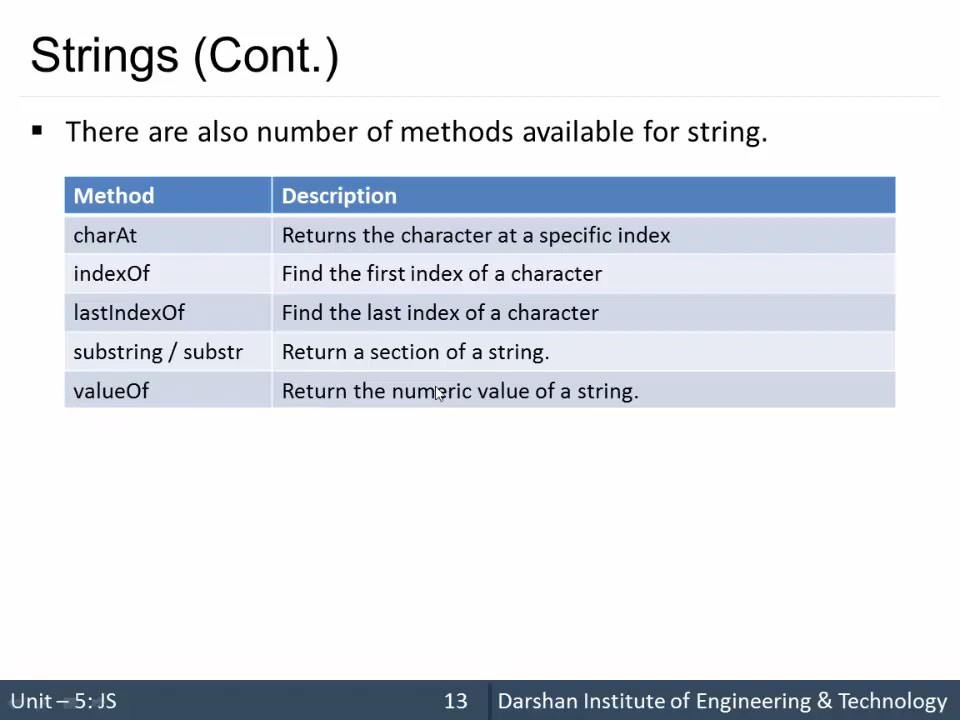 Strings (Cont.)
▪ There are also number of methods available for string.
Method Description
charAt Returns the character at a specific index
indexOf Find the first index of a character
lastIndexOf Find the last index of a character
substring / substr Return a section of a string.
valueOf Return the numeric value of a string.
Unit – 5: JS 13 Darshan Institute of Engineering & Technology